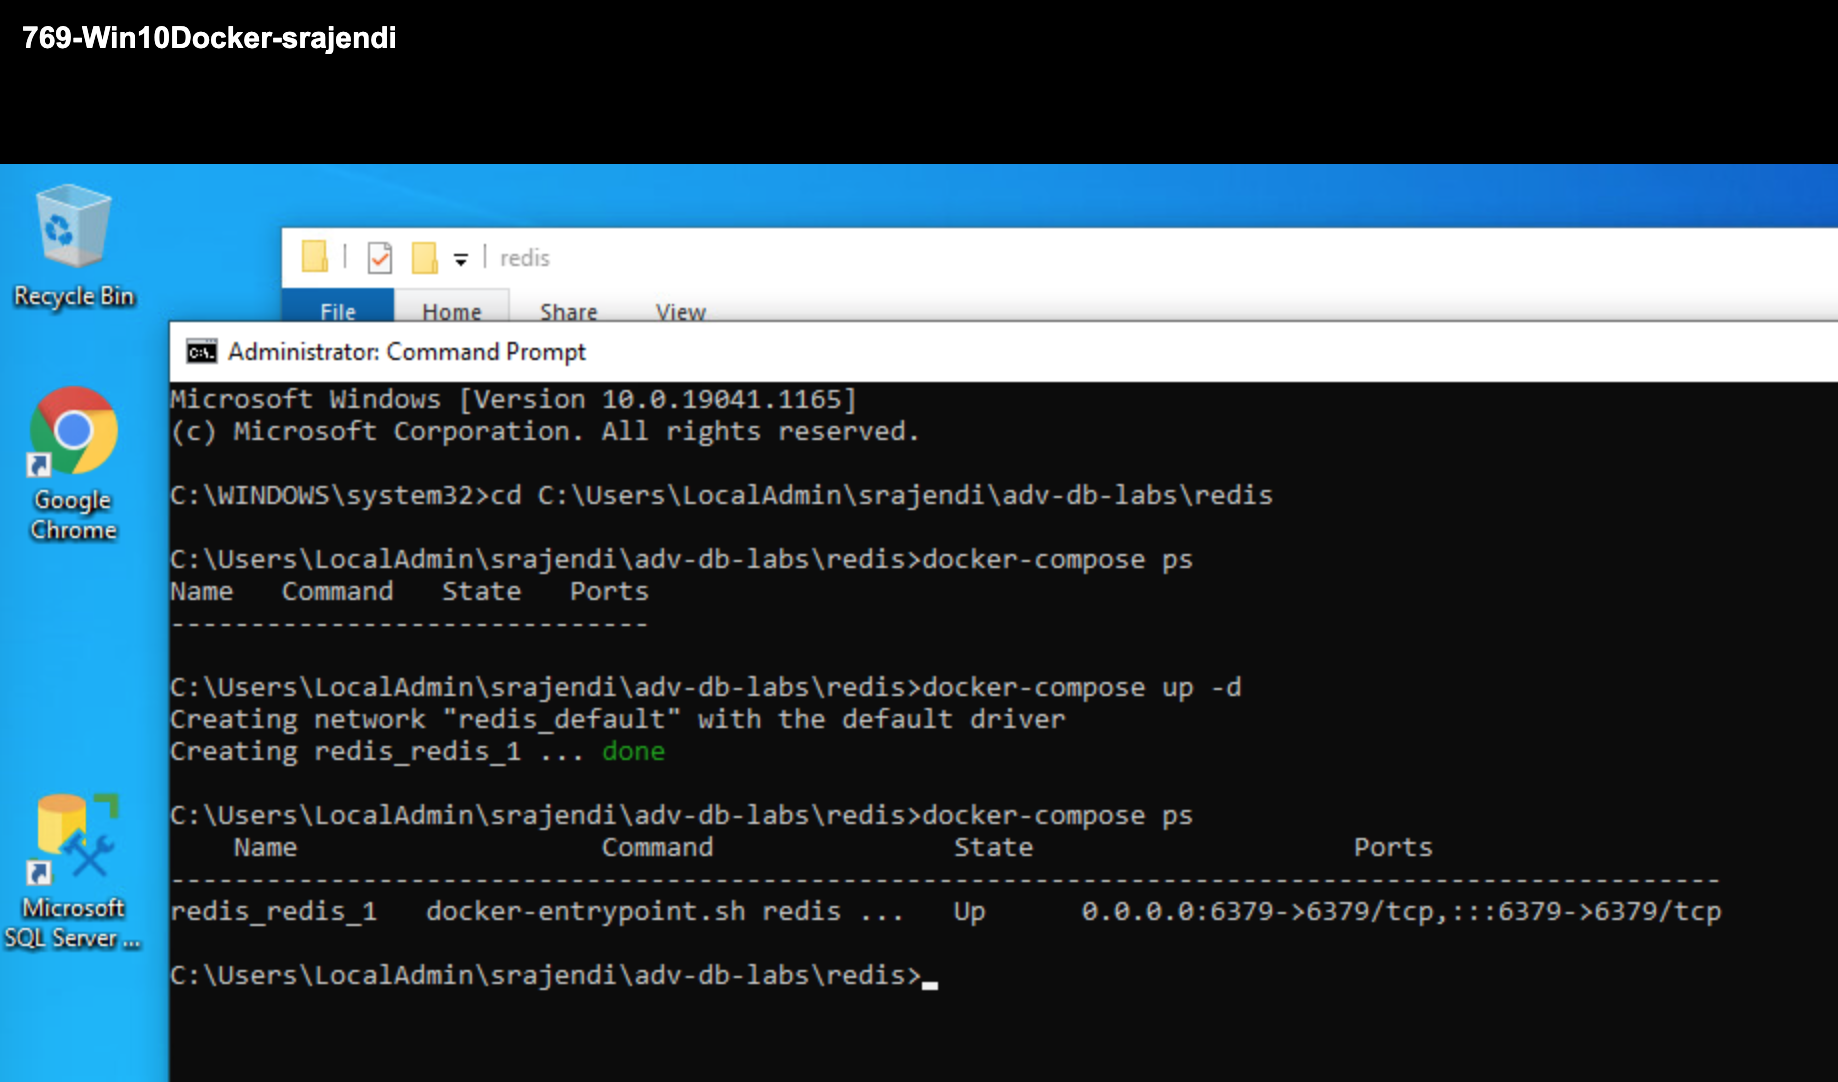 769-Win10Docker-srajendi
Recycle Bin
Google
Chrome
Microsoft
SQL Server ...
redis
File Home Share View
Administrator: Command Prompt
Microsoft Windows [Version 10.0.19041.1165]
(c) Microsoft Corporation. All rights reserved.
C:\WINDOWS\system32>cd C:\Users\LocalAdmin\srajendi\adv-db-labs\redis
C:\Users\LocalAdmin\srajendi\adv-db-labs\redis>docker-compose ps
Name   Command   State   Ports
------------------------------
C:\Users\LocalAdmin\srajendi\adv-db-labs\redis>docker-compose up -d
Creating network "redis_default" with the default driver
Creating redis_redis_1 ... done
C:\Users\LocalAdmin\srajendi\adv-db-labs\redis>docker-compose ps
    Name                   Command               State                    Ports
-------------------------------------------------------------------------------------------------
redis_redis_1   docker-entrypoint.sh redis ...   Up      0.0.0.0:6379->6379/tcp,:::6379->6379/tcp
C:\Users\LocalAdmin\srajendi\adv-db-labs\redis>